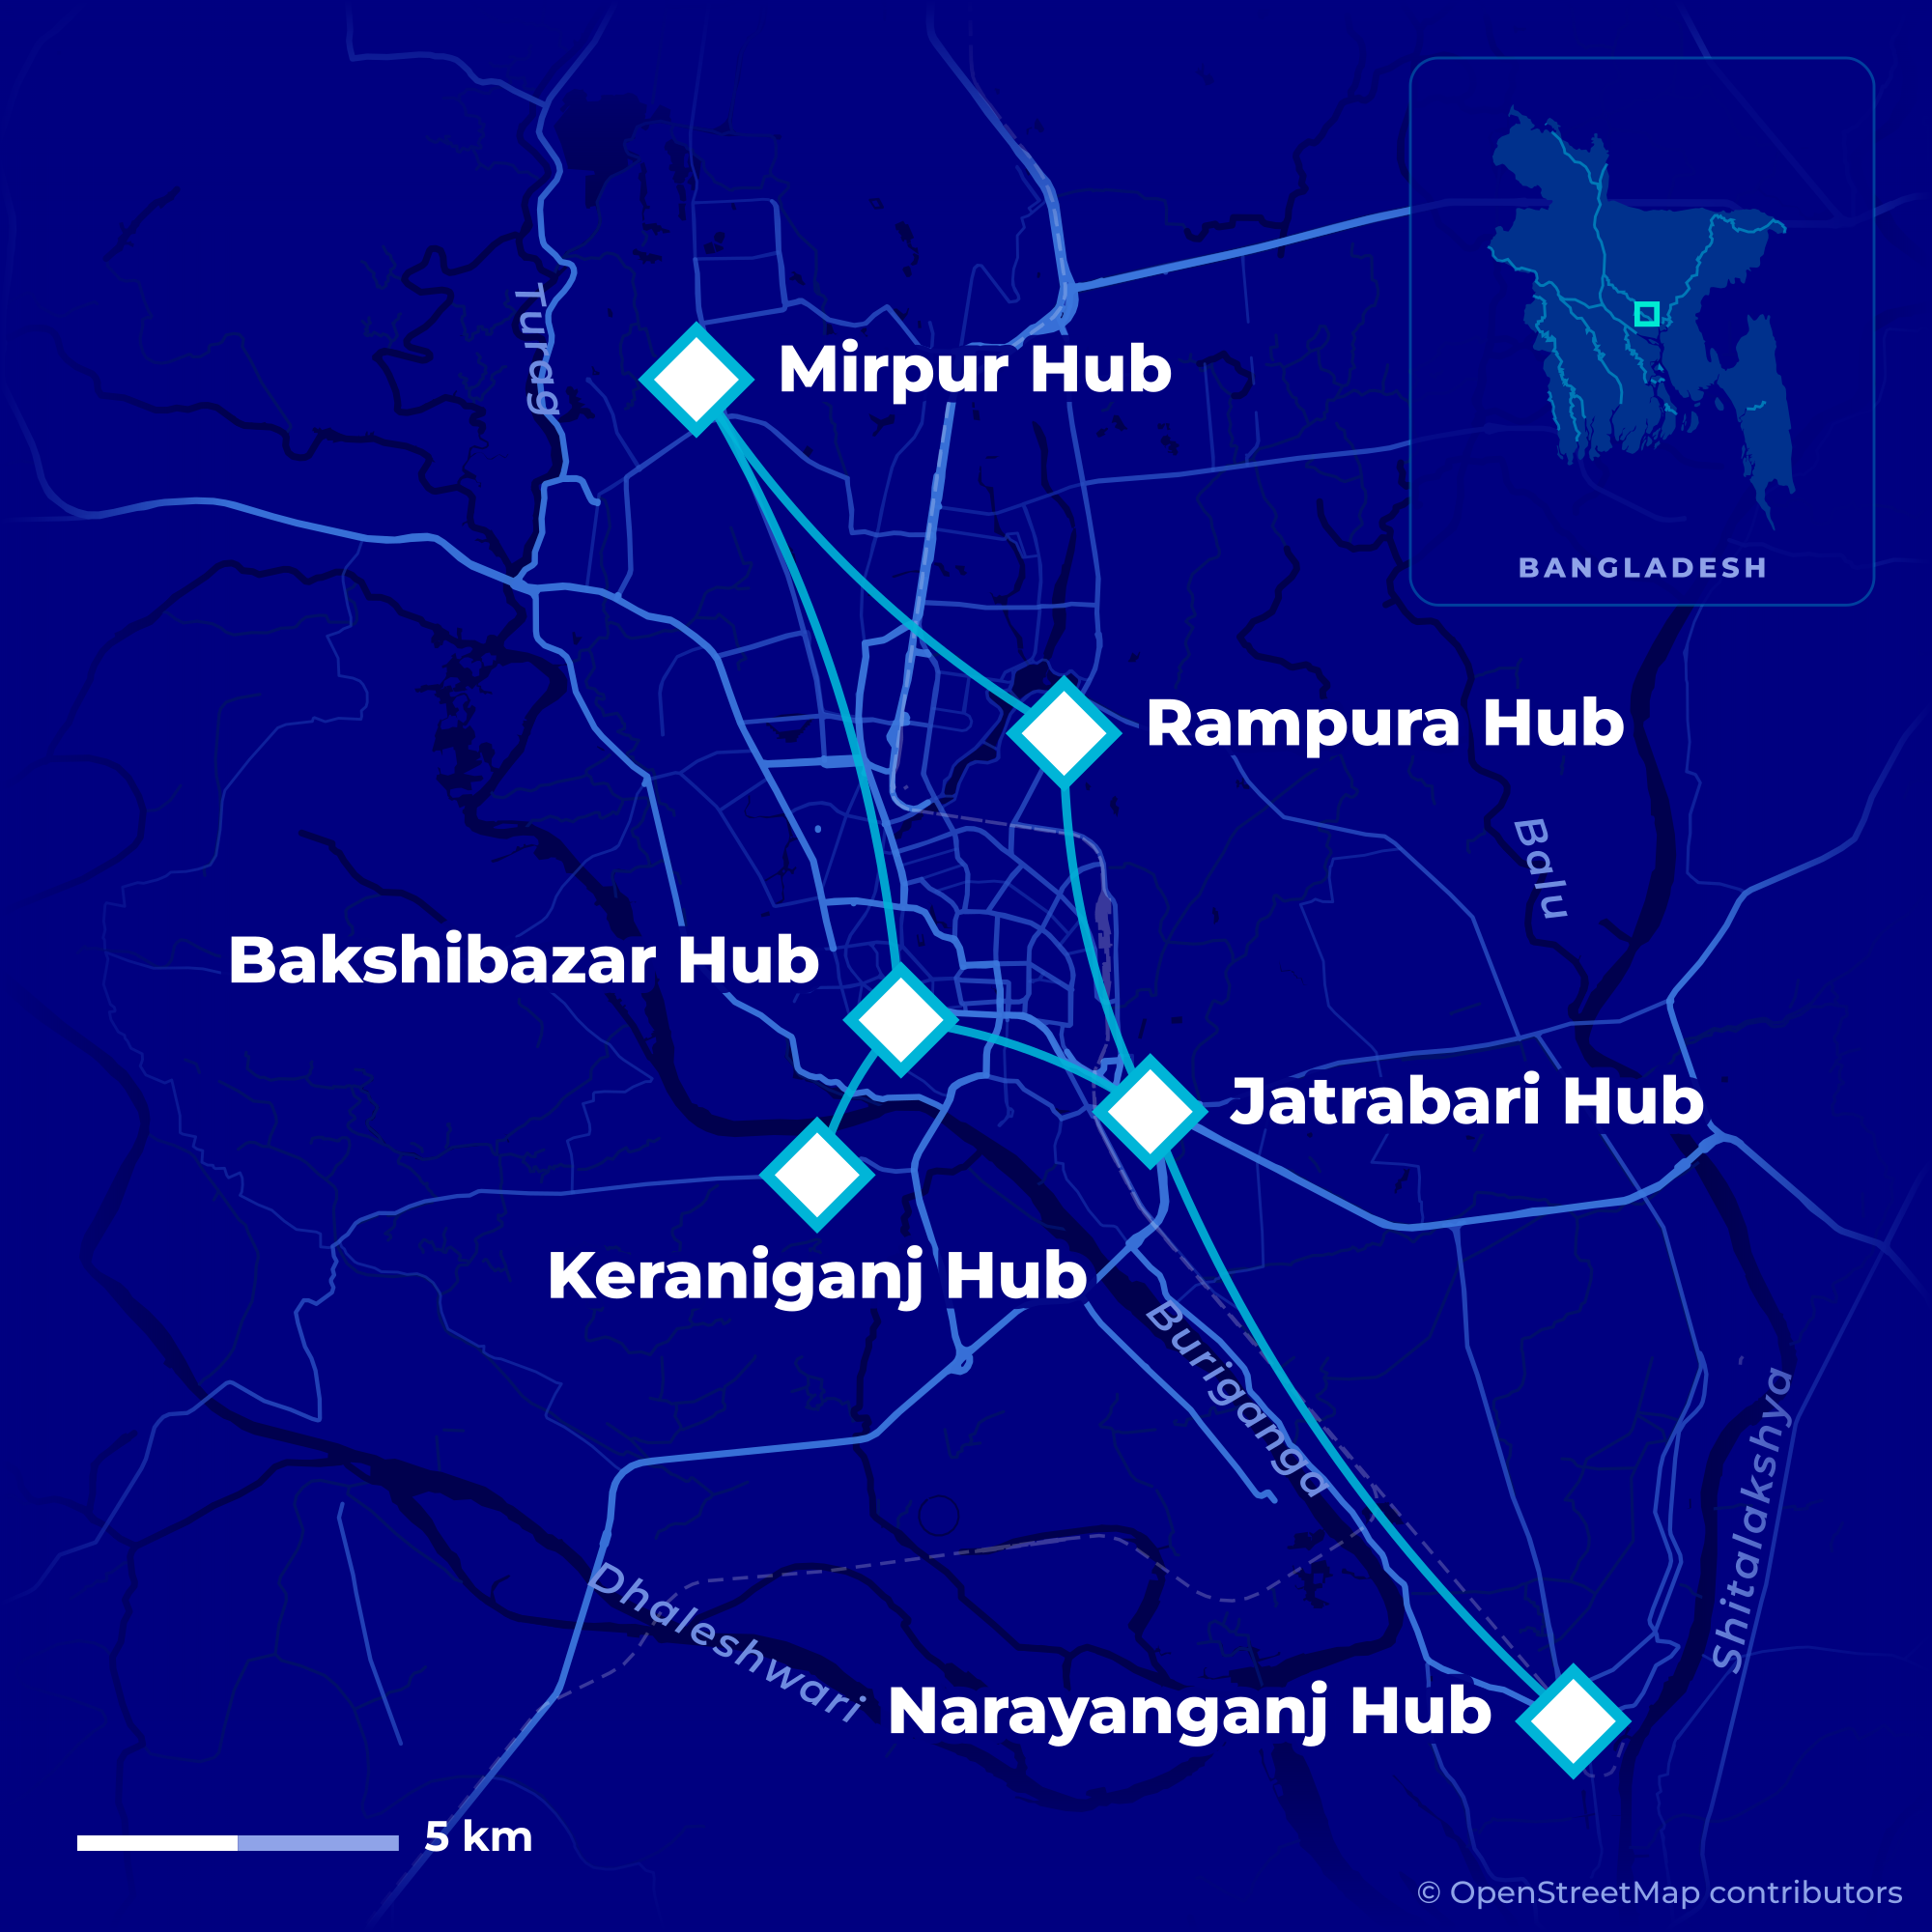 Turag
Mirpur Hub
BANGLADESH
Rampura Hub
Balu
Bakshibazar Hub
Jatrabari Hub
Keraniganj Hub
Buriganga
Shitalakshya
Dhaleshwari
Narayanganj Hub
5 km
© OpenStreetMap contributors